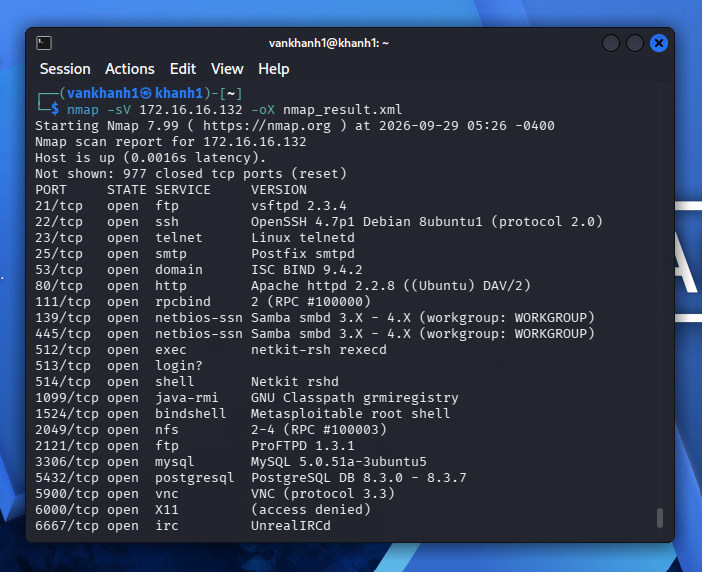 vankhanh1@khanh1: ~
Session Actions Edit View Help
┌──(vankhanh1㉿khanh1)-[~]
└─$ nmap -sV 172.16.16.132 -oX nmap_result.xml
Starting Nmap 7.99 ( https://nmap.org ) at 2026-09-29 05:26 -0400
Nmap scan report for 172.16.16.132
Host is up (0.0016s latency).
Not shown: 977 closed tcp ports (reset)
PORT     STATE SERVICE     VERSION
21/tcp   open  ftp         vsftpd 2.3.4
22/tcp   open  ssh         OpenSSH 4.7p1 Debian 8ubuntu1 (protocol 2.0)
23/tcp   open  telnet      Linux telnetd
25/tcp   open  smtp        Postfix smtpd
53/tcp   open  domain      ISC BIND 9.4.2
80/tcp   open  http        Apache httpd 2.2.8 ((Ubuntu) DAV/2)
111/tcp  open  rpcbind     2 (RPC #100000)
139/tcp  open  netbios-ssn Samba smbd 3.X - 4.X (workgroup: WORKGROUP)
445/tcp  open  netbios-ssn Samba smbd 3.X - 4.X (workgroup: WORKGROUP)
512/tcp  open  exec        netkit-rsh rexecd
513/tcp  open  login?
514/tcp  open  shell       Netkit rshd
1099/tcp open  java-rmi    GNU Classpath grmiregistry
1524/tcp open  bindshell   Metasploitable root shell
2049/tcp open  nfs         2-4 (RPC #100003)
2121/tcp open  ftp         ProFTPD 1.3.1
3306/tcp open  mysql       MySQL 5.0.51a-3ubuntu5
5432/tcp open  postgresql  PostgreSQL DB 8.3.0 - 8.3.7
5900/tcp open  vnc         VNC (protocol 3.3)
6000/tcp open  X11         (access denied)
6667/tcp open  irc         UnrealIRCd